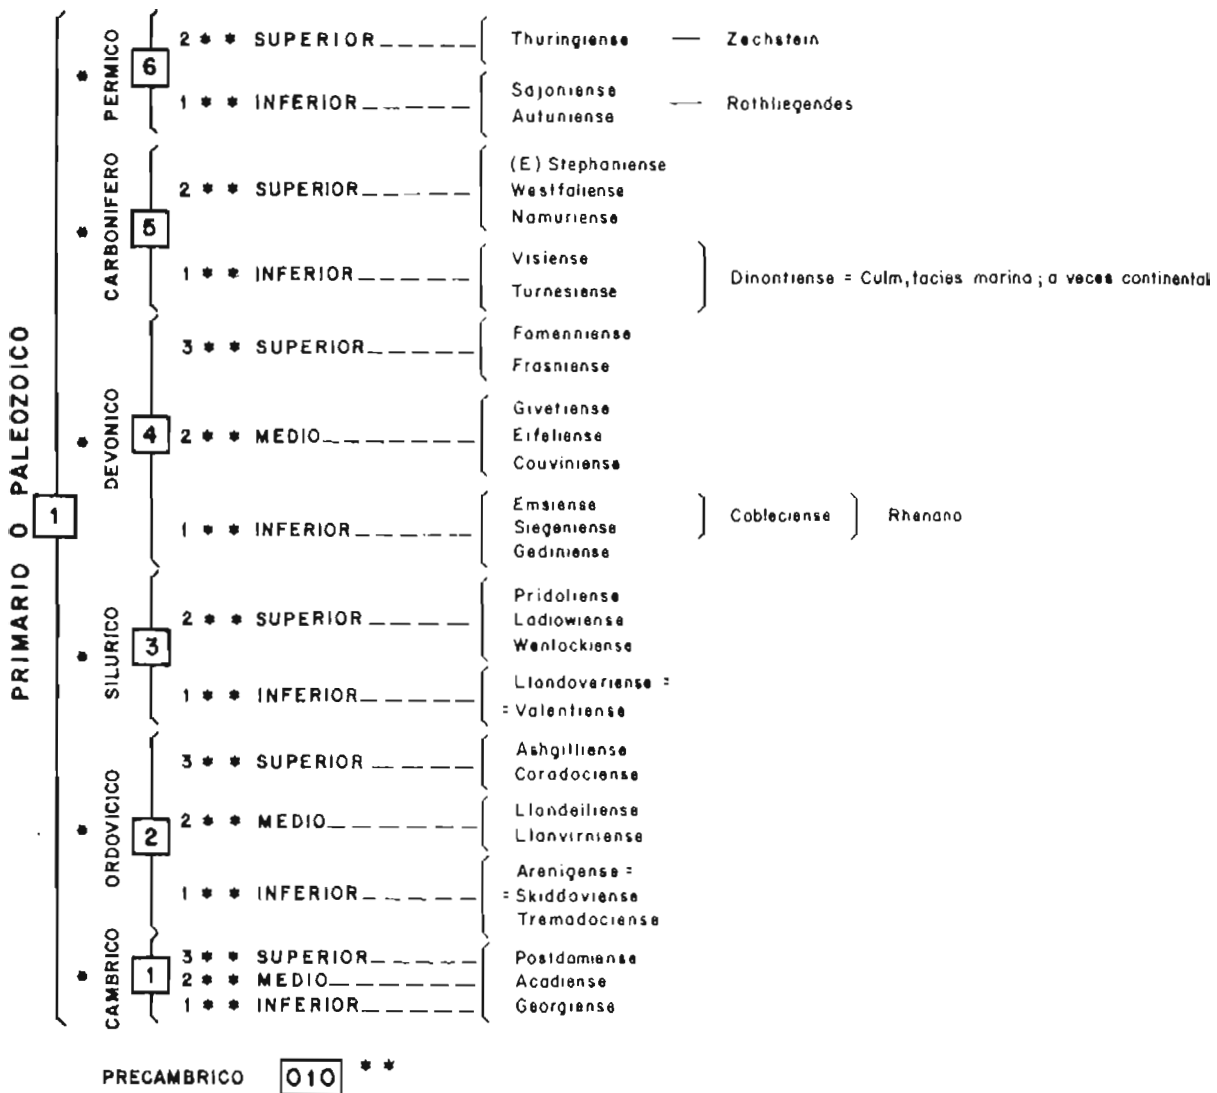 PRIMARIO O PALEOZOICO
1
* PERMICO 6
2 * * SUPERIOR Thuringiense — Zechstein
1 * * INFERIOR Sajoniense
Autuniense — Rothliegendes
* CARBONIFERO 5
2 * * SUPERIOR (E) Stephaniense
Westfaliense
Namuriense
1 * * INFERIOR Visiense
Turnesiense
Dinontiense = Culm, facies marina; a veces continental
* DEVONICO 4
3 * * SUPERIOR Famenniense
Frasniense
2 * * MEDIO Givetiense
Eifeliense
Couviniense
1 * * INFERIOR Emsiense
Siegeniense
Gediniense
Cobleciense Rhenano
* SILURICO 3
2 * * SUPERIOR Pridoliense
Ladlowiense
Wenlockiense
1 * * INFERIOR Llandoveriense =
= Valentiense
* ORDOVICICO 2
3 * * SUPERIOR Ashgilliense
Caradociense
2 * * MEDIO Llandeiliense
Llanvirniense
1 * * INFERIOR Arenigense =
= Skiddaviense
Tremadociense
* CAMBRICO 1
3 * * SUPERIOR Postdamiense
2 * * MEDIO Acadiense
1 * * INFERIOR Georgiense
PRECAMBRICO 010 * *